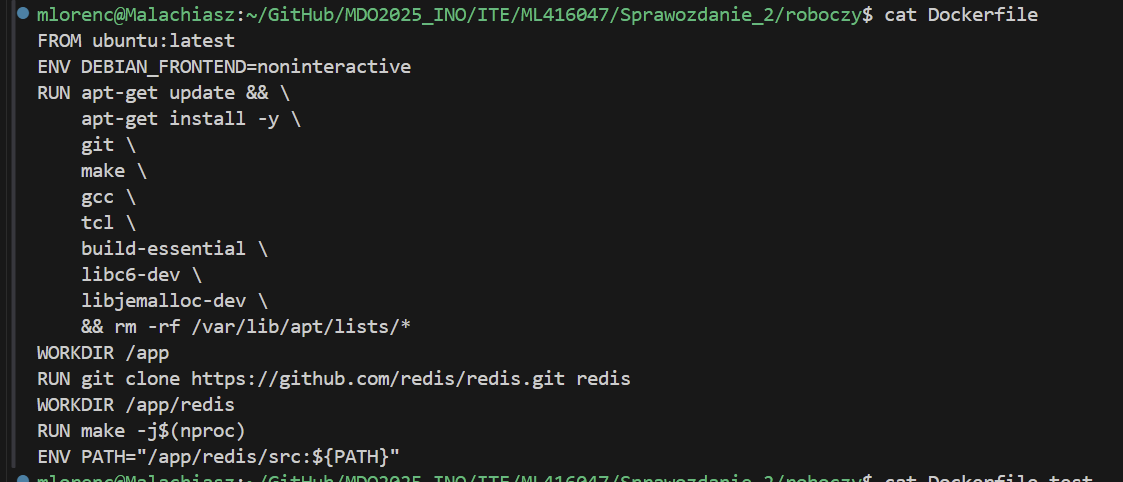 mlorenc@Malachiasz:~/GitHub/MDO2025_INO/ITE/ML416047/Sprawozdanie_2/roboczy$ cat Dockerfile
FROM ubuntu:latest
ENV DEBIAN_FRONTEND=noninteractive
RUN apt-get update && \
    apt-get install -y \
    git \
    make \
    gcc \
    tcl \
    build-essential \
    libc6-dev \
    libjemalloc-dev \
    && rm -rf /var/lib/apt/lists/*
WORKDIR /app
RUN git clone https://github.com/redis/redis.git redis
WORKDIR /app/redis
RUN make -j$(nproc)
ENV PATH="/app/redis/src:${PATH}"
mlorenc@Malachiasz:~/GitHub/MDO2025_INO/ITE/ML416047/Sprawozdanie_2/roboczy$ cat Dockerfile.test